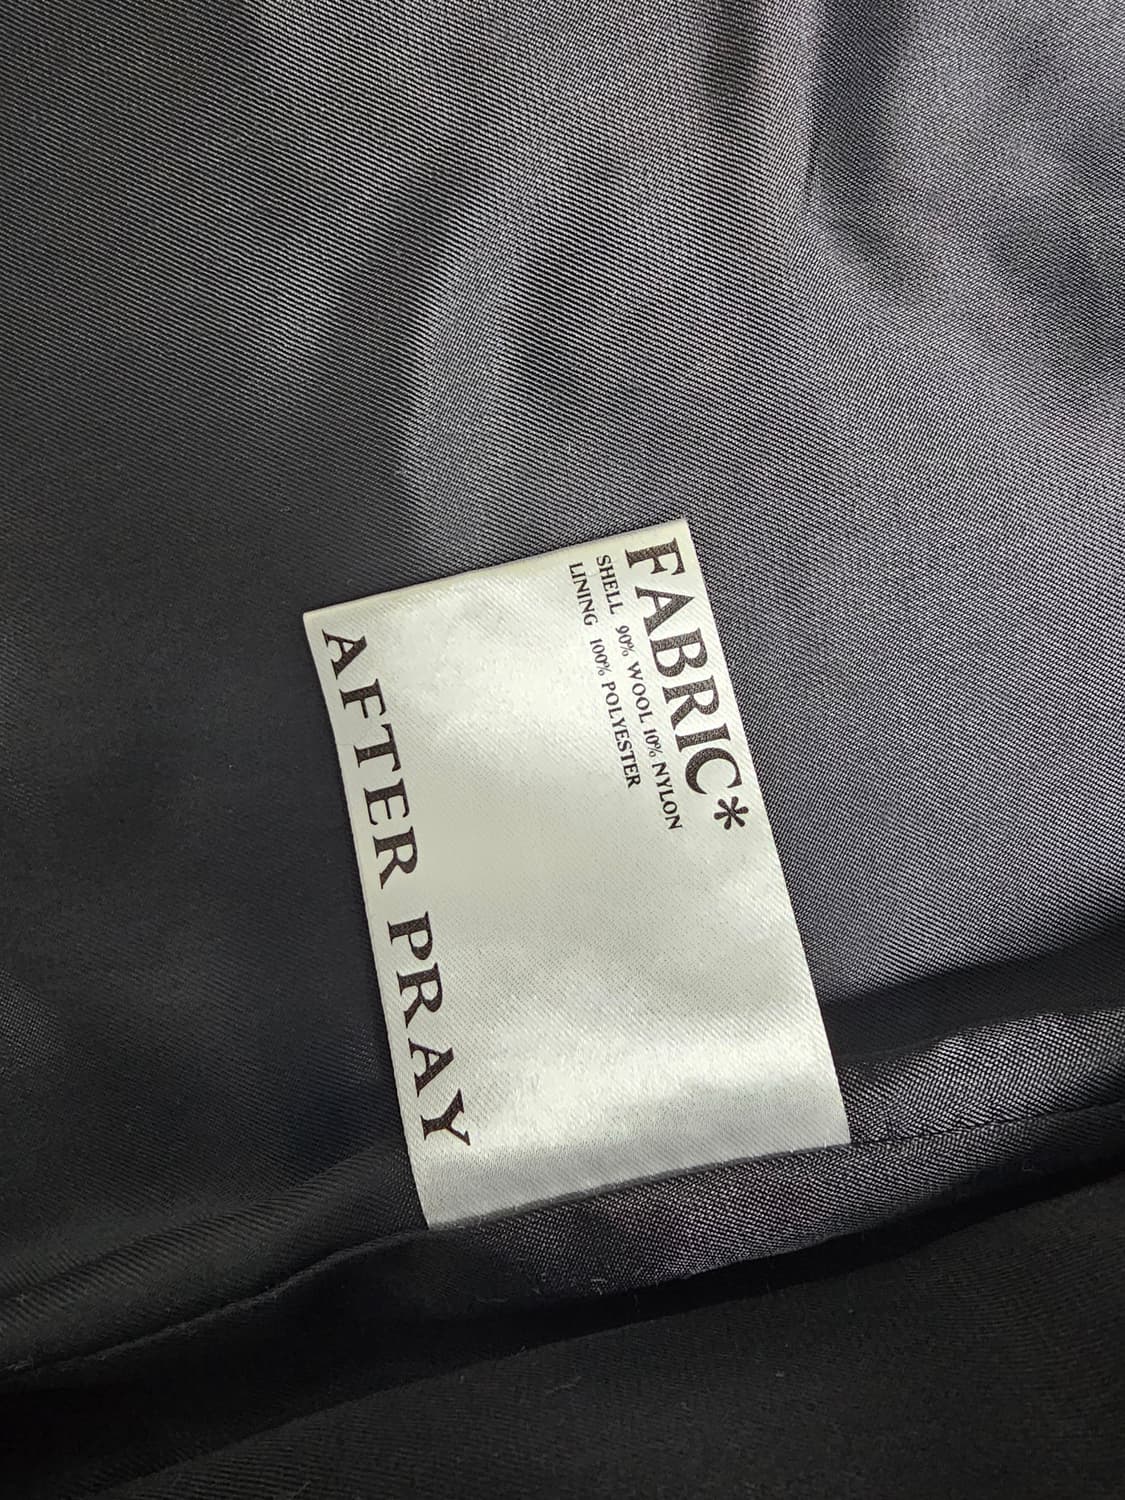 FABRIC*
SHELL 90% WOOL 10% NYLON
LINING 100% POLYESTER
AFTER PRAY